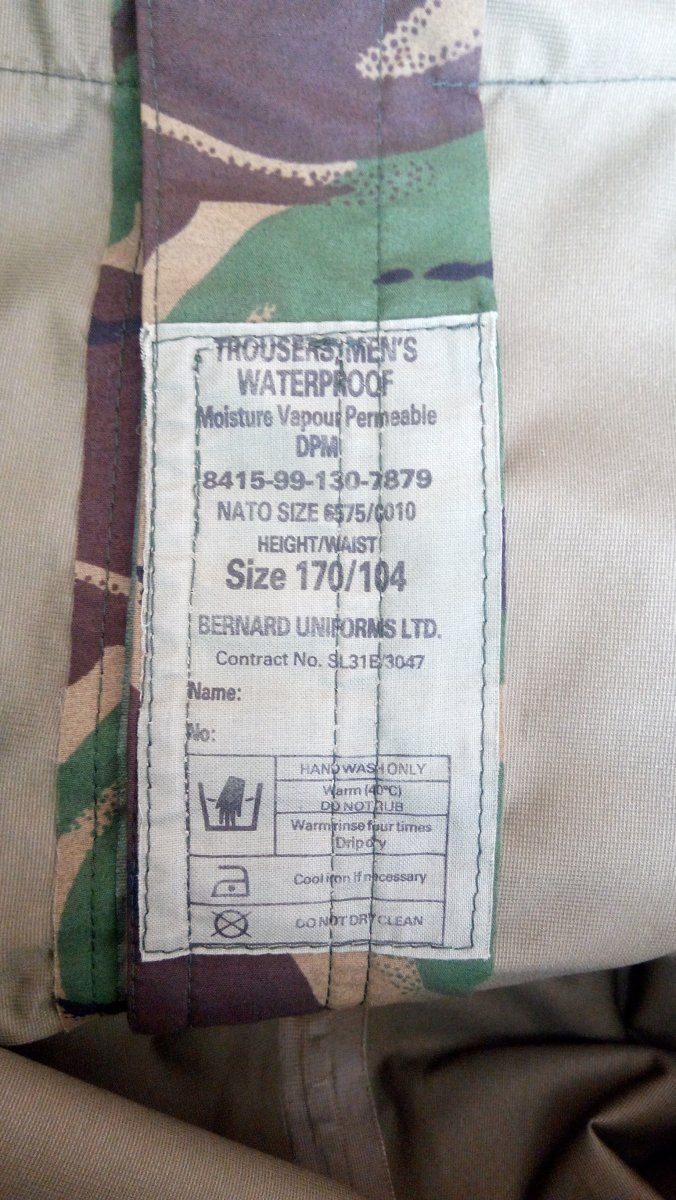 TROUSERS, MEN'S
WATERPROOF
Moisture Vapour Permeable
DPM
8415-99-130-7879
NATO SIZE 6575/0010
HEIGHT/WAIST
Size 170/104
BERNARD UNIFORMS LTD.
Contract No. SL31B/3047
Name:
No:
HAND WASH ONLY
Warm (40°C)
DO NOT RUB
Warm rinse four times
Drip dry
Cool iron if necessary
DO NOT DRY CLEAN